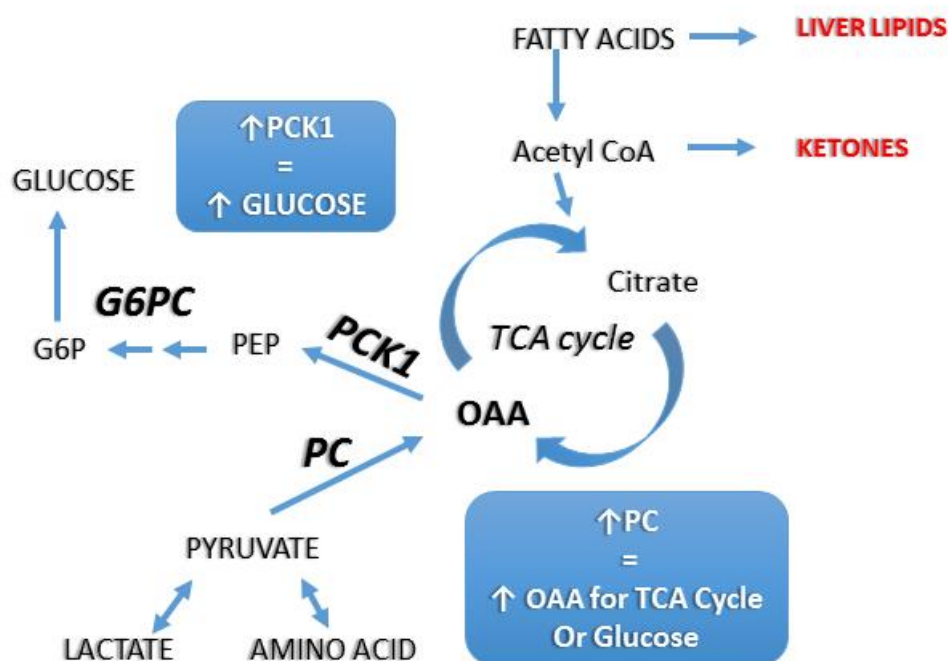 FATTY ACIDS
LIVER LIPIDS
↑PCK1
=
↑ GLUCOSE
Acetyl CoA
KETONES
GLUCOSE
Citrate
G6PC
PCK1
TCA cycle
G6P
PEP
OAA
PC
PYRUVATE
↑PC
=
↑ OAA for TCA Cycle
Or Glucose
LACTATE
AMINO ACID